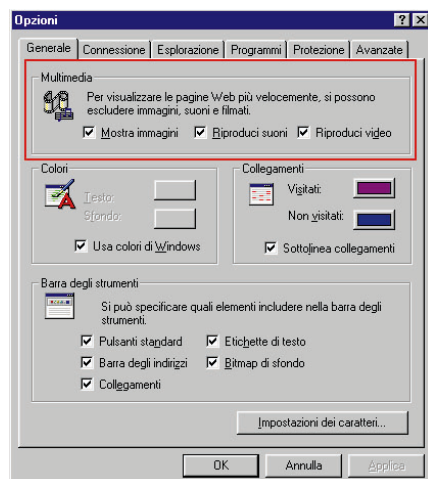 Opzioni
Generale Connessione Esplorazione Programmi Protezione Avanzate
Multimedia
Per visualizzare le pagine Web più velocemente, si possono
escludere immagini, suoni e filmati.
Mostra immagini Riproduci suoni Riproduci video
Colori
Testo:
Sfondo:
Usa colori di Windows
Collegamenti
Visitati:
Non visitati:
Sottolinea collegamenti
Barra degli strumenti
Si può specificare quali elementi includere nella barra degli
strumenti.
Pulsanti standard Etichette di testo
Barra degli indirizzi Bitmap di sfondo
Collegamenti
Impostazioni dei caratteri...
OK Annulla Applica